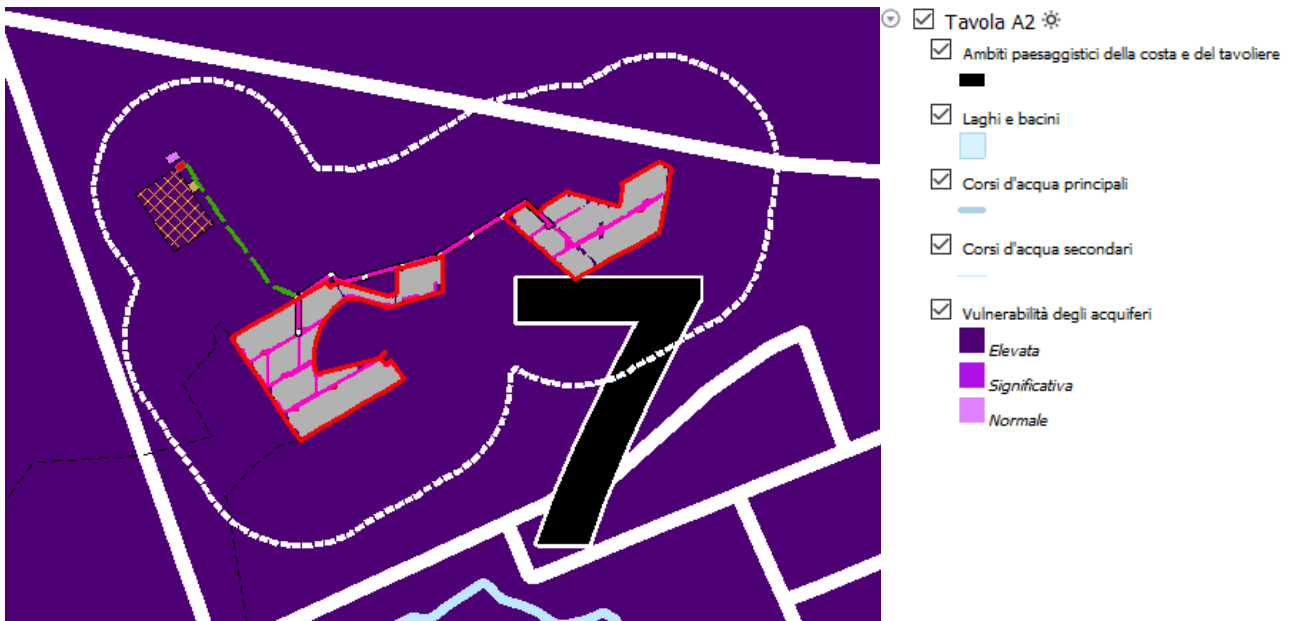 Tavola A2
Ambiti paesaggistici della costa e del tavoliere
Laghi e bacini
Corsi d'acqua principali
Corsi d'acqua secondari
Vulnerabilità degli acquiferi
Elevata
Significativa
Normale
7